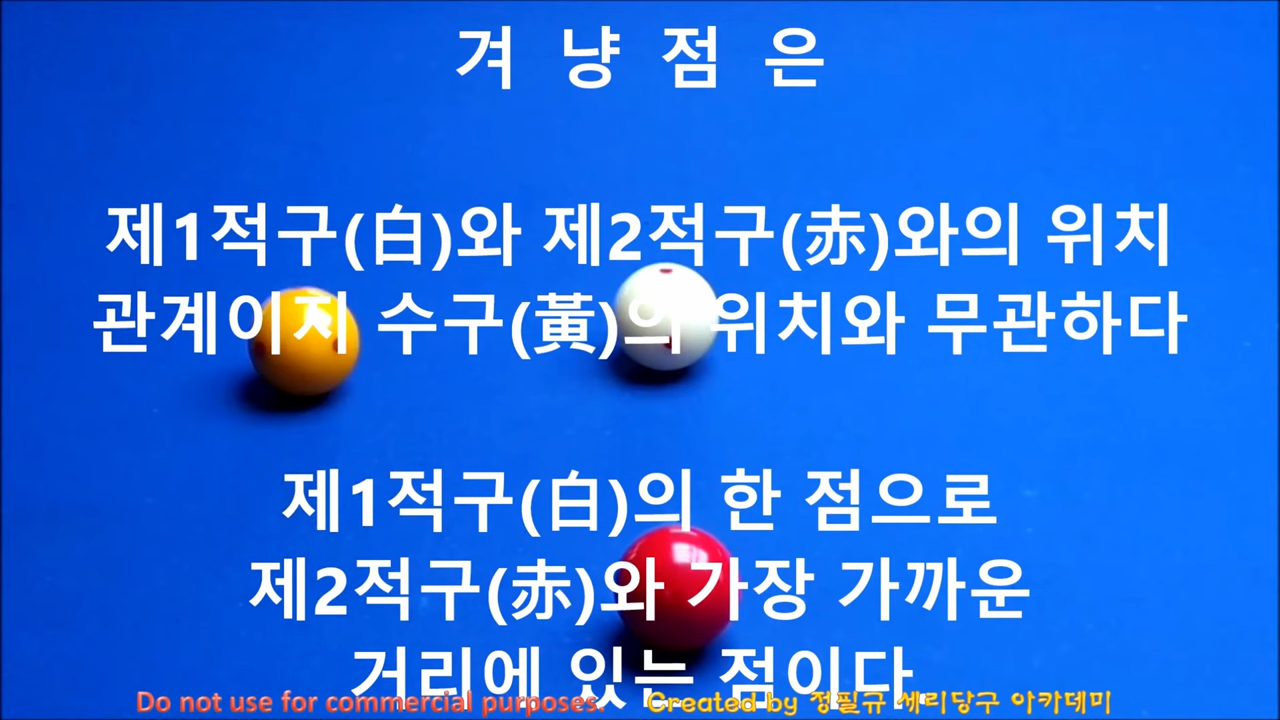 겨 냥 점 은
제1적구(白)와 제2적구(赤)와의 위치
관계이지 수구(黃)의 위치와 무관하다
제1적구(白)의 한 점으로
제2적구(赤)와 가장 가까운
거리에 있는 점이다.
Do not use for commercial purposes. Created by 정필규 세리당구 아카데미